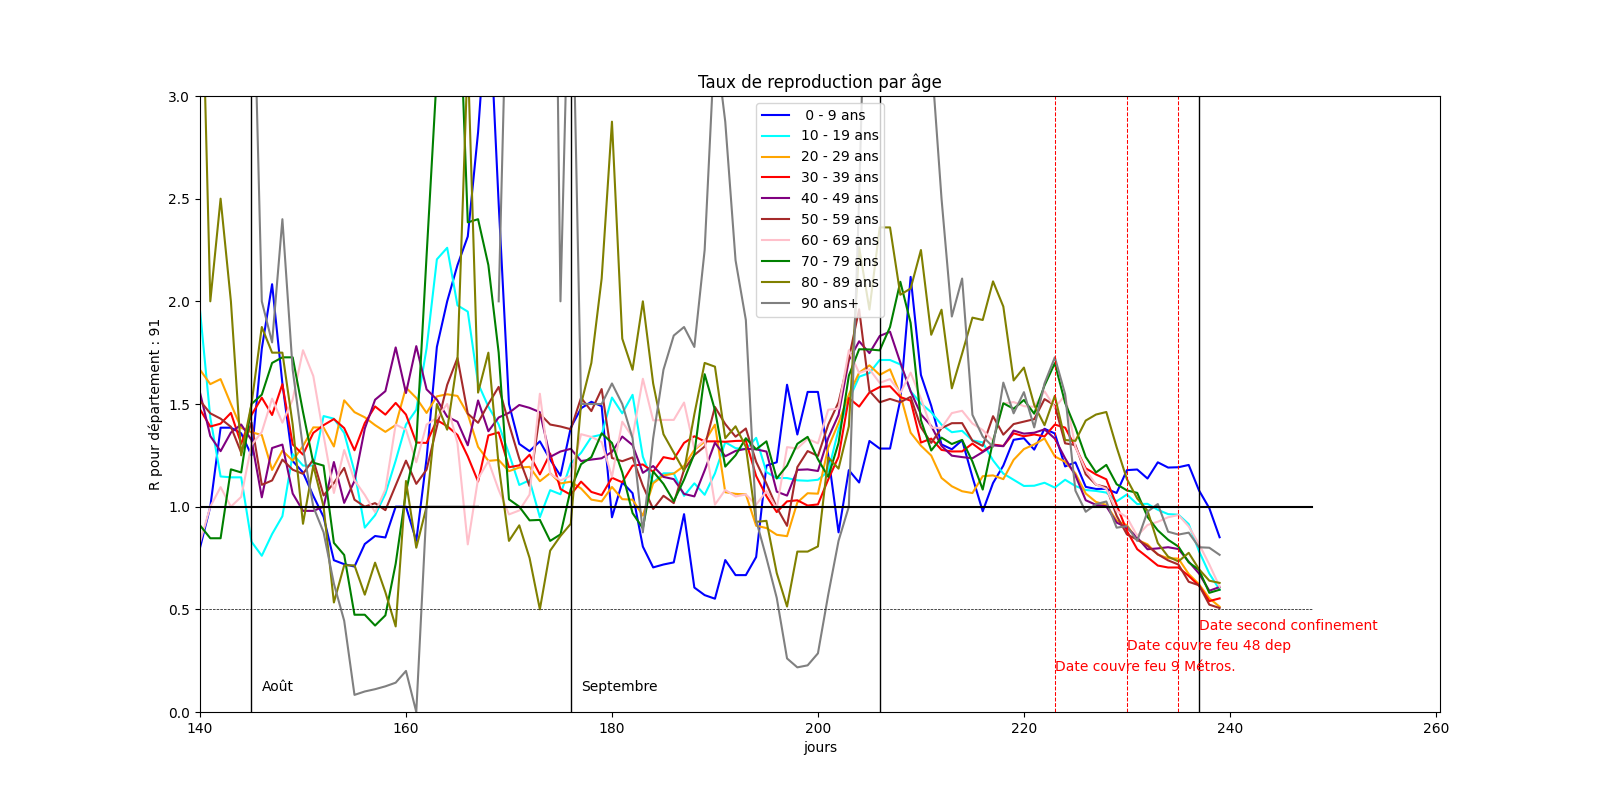 Taux de reproduction par âge
R pour département : 91
3.0
2.5
2.0
1.5
1.0
0.5
0.0
0 - 9 ans
10 - 19 ans
20 - 29 ans
30 - 39 ans
40 - 49 ans
50 - 59 ans
60 - 69 ans
70 - 79 ans
80 - 89 ans
90 ans+
Date second confinement
Date couvre feu 48 dep
Date couvre feu 9 Métros.
Août
Septembre
140
160
180
200
220
240
260
jours